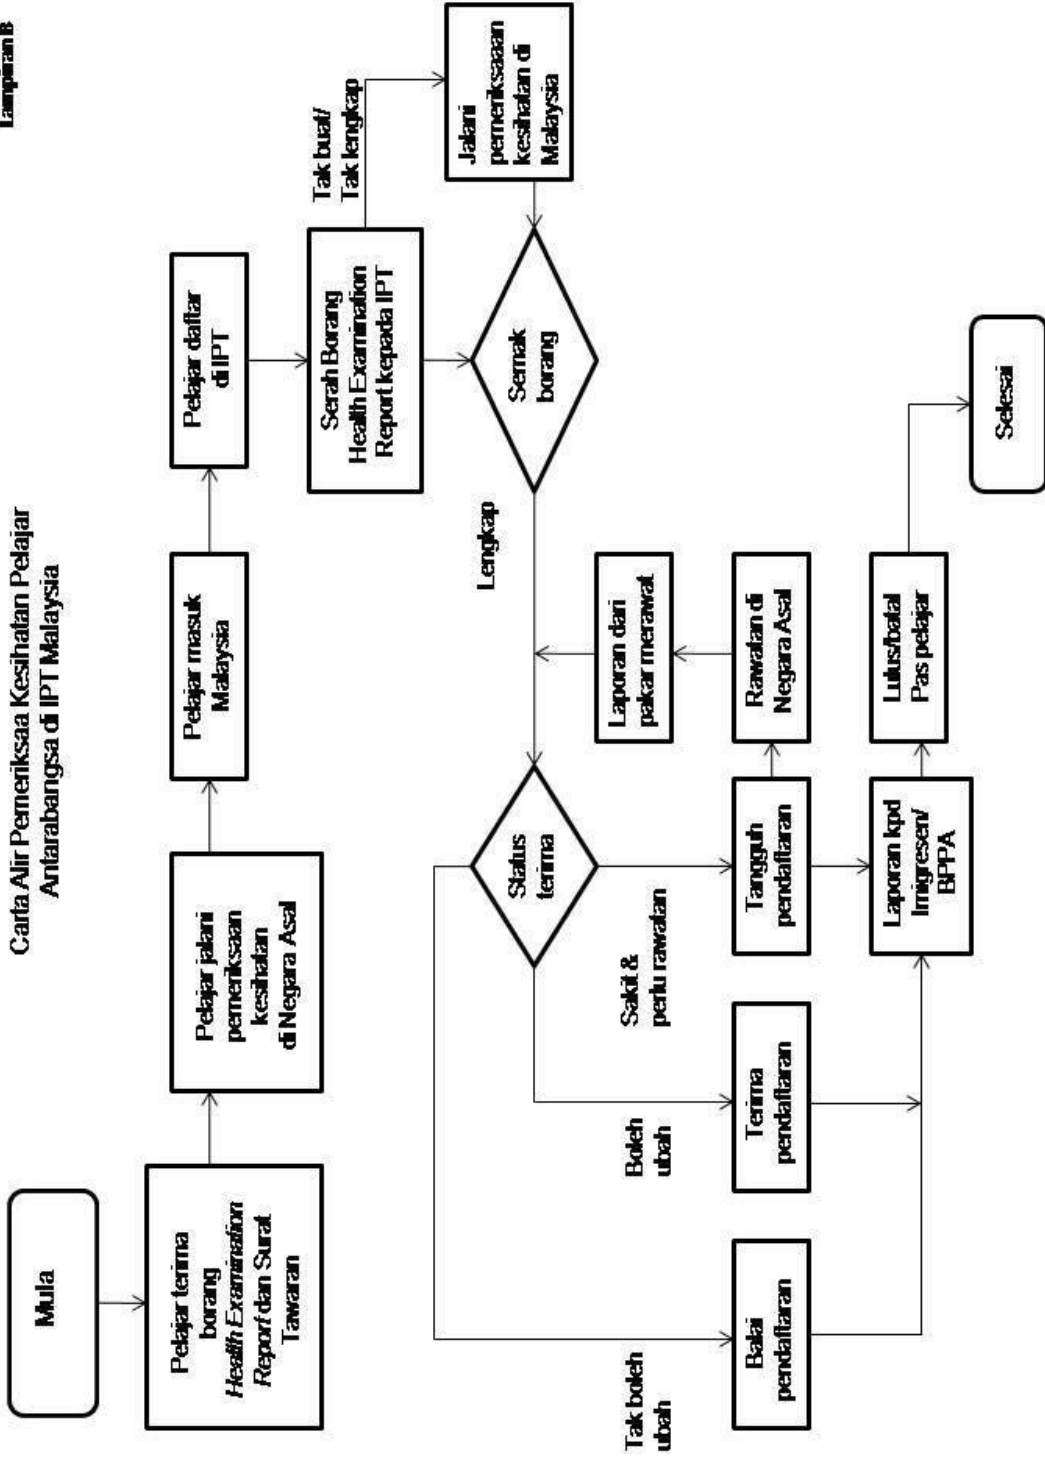 Lampiran B
Carta Alir Pemeriksaa Kesihatan Pelajar
Antarabangsa di IPT Malaysia
Mula
Pelajar terima
borang
Health Examination
Report dan Surat
Tawaran
Pelajar jalani
pemeriksaan
kesihatan
di Negara Asal
Pelajar masuk
Malaysia
Pelajar daftar
di IPT
Serah Borang
Health Examination
Report kepada IPT
Tak buat/
Tak lengkap
Jalani
pemeriksaaan
kesihatan di
Malaysia
Semak
borang
Lengkap
Status
terima
Tak boleh
ubah
Boleh
ubah
Sakit &
perlu rawatan
Batal
pendaftaran
Terima
pendaftaran
Tangguh
pendaftaran
Rawatan di
Negara Asal
Laporan dari
pakar merawat
Laporan kpd
Imigresen/
BPPA
Lulus/batal
Pas pelajar
Selesai